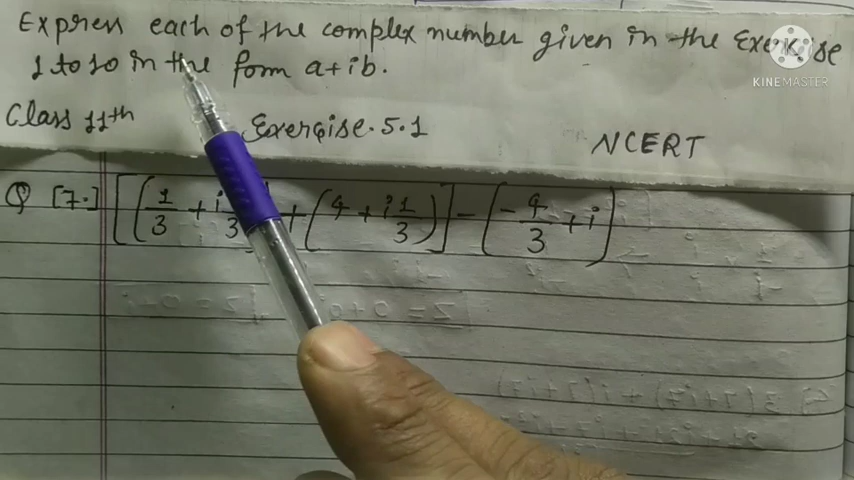 Express each of the complex number given in the Exercise
1 to 10 in the form a+ib.
Class 11th Exercise.5.1 NCERT
Q [7.] [(1/3 + i /3 + (4 + i 1/3)] - (-4/3 + i)
KINEMASTER